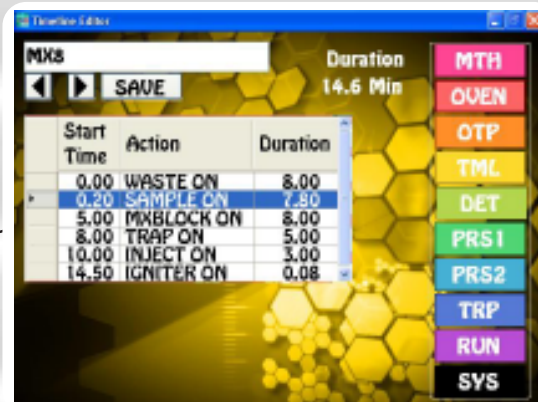 Timeline Editor
MX8
Duration
14.6 Min
SAVE
Start Time Action Duration
0.00 WASTE ON 8.00
0.20 SAMPLE ON 7.80
5.00 MXBLOCK ON 8.00
8.00 TRAP ON 5.00
10.00 INJECT ON 3.00
14.50 IGNITER ON 0.08
MTH
OVEN
OTP
TML
DET
PRS1
PRS2
TRP
RUN
SYS